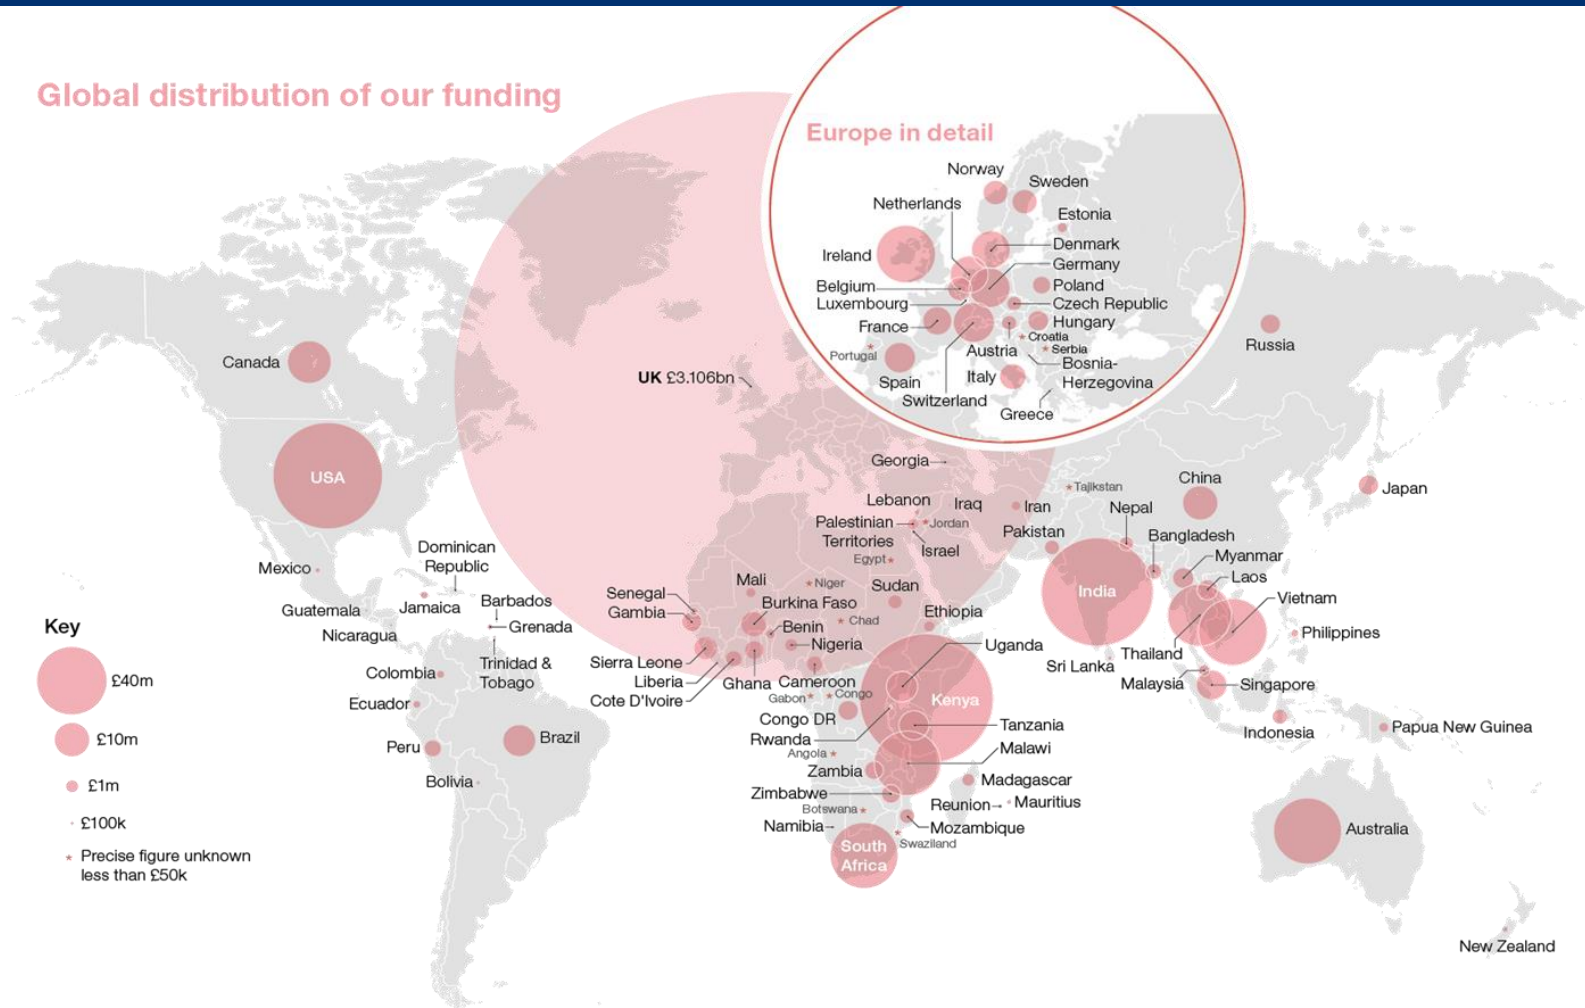 Global distribution of our funding
Europe in detail
Norway
Sweden
Netherlands
Estonia
Ireland
Denmark
Germany
Belgium
Poland
Luxembourg
Czech Republic
France
Hungary
Croatia
Portugal
Austria
Serbia
Spain
Italy
Bosnia-
Herzegovina
Switzerland
Greece
Canada
UK £3.106bn
Russia
USA
Georgia
Tajikstan
China
Japan
Lebanon
Iraq
Iran
Nepal
Palestinian
Territories
Jordan
Pakistan
Bangladesh
Israel
Egypt
Myanmar
Dominican
Republic
Mexico
Mali
Niger
Sudan
Laos
India
Senegal
Gambia
Burkina Faso
Ethiopia
Vietnam
Guatemala
Jamaica
Barbados
Grenada
Chad
Benin
Nicaragua
Nigeria
Uganda
Philippines
Key
Trinidad &
Tobago
Sierra Leone
Liberia
Cote D'Ivoire
Ghana
Cameroon
Thailand
Sri Lanka
Colombia
£40m
Malaysia
Singapore
Gabon
Congo
Kenya
Ecuador
Congo DR
Tanzania
Indonesia
Papua New Guinea
£10m
Peru
Brazil
Rwanda
Malawi
Angola
Zambia
Bolivia
Madagascar
£1m
Zimbabwe
Reunion
Mauritius
Botswana
Namibia
Mozambique
£100k
Swaziland
South
Africa
Australia
Precise figure unknown
less than £50k
New Zealand